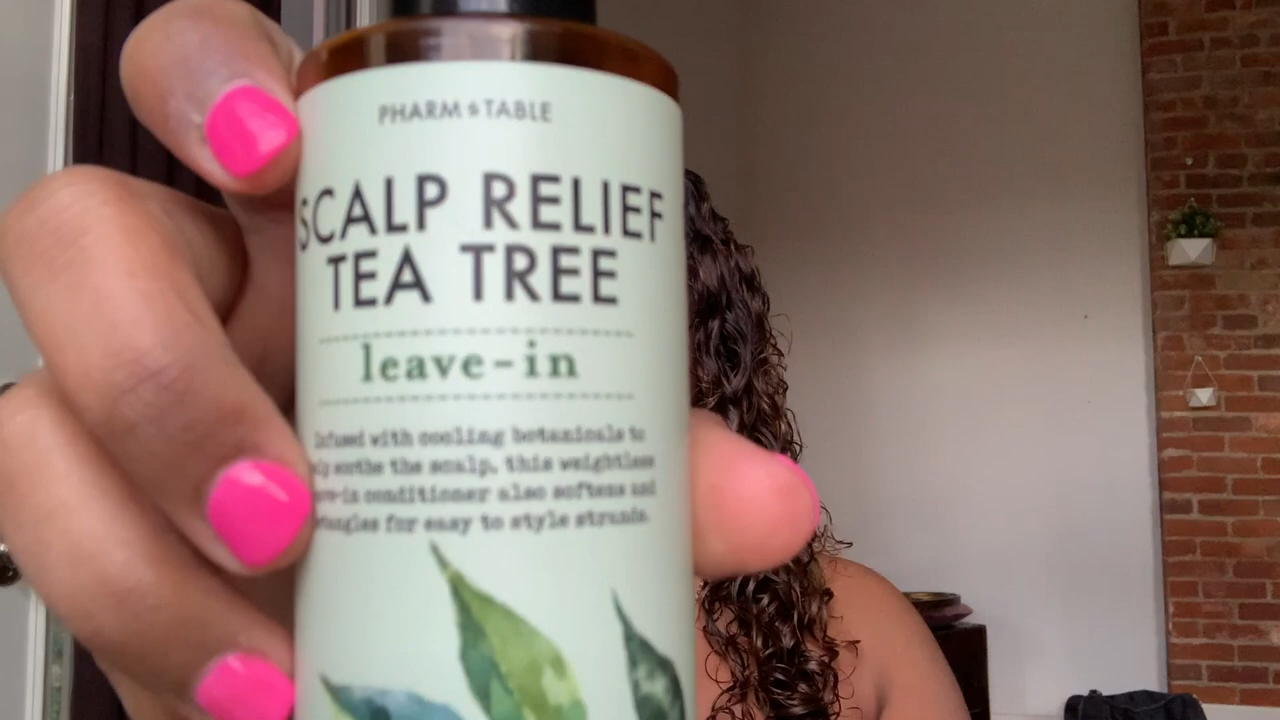 PHARM to TABLE
SCALP RELIEF
TEA TREE
leave-in
Infused with cooling botanicals to
soothe the scalp, this weightless
conditioner also softens and
for easy to style strands.